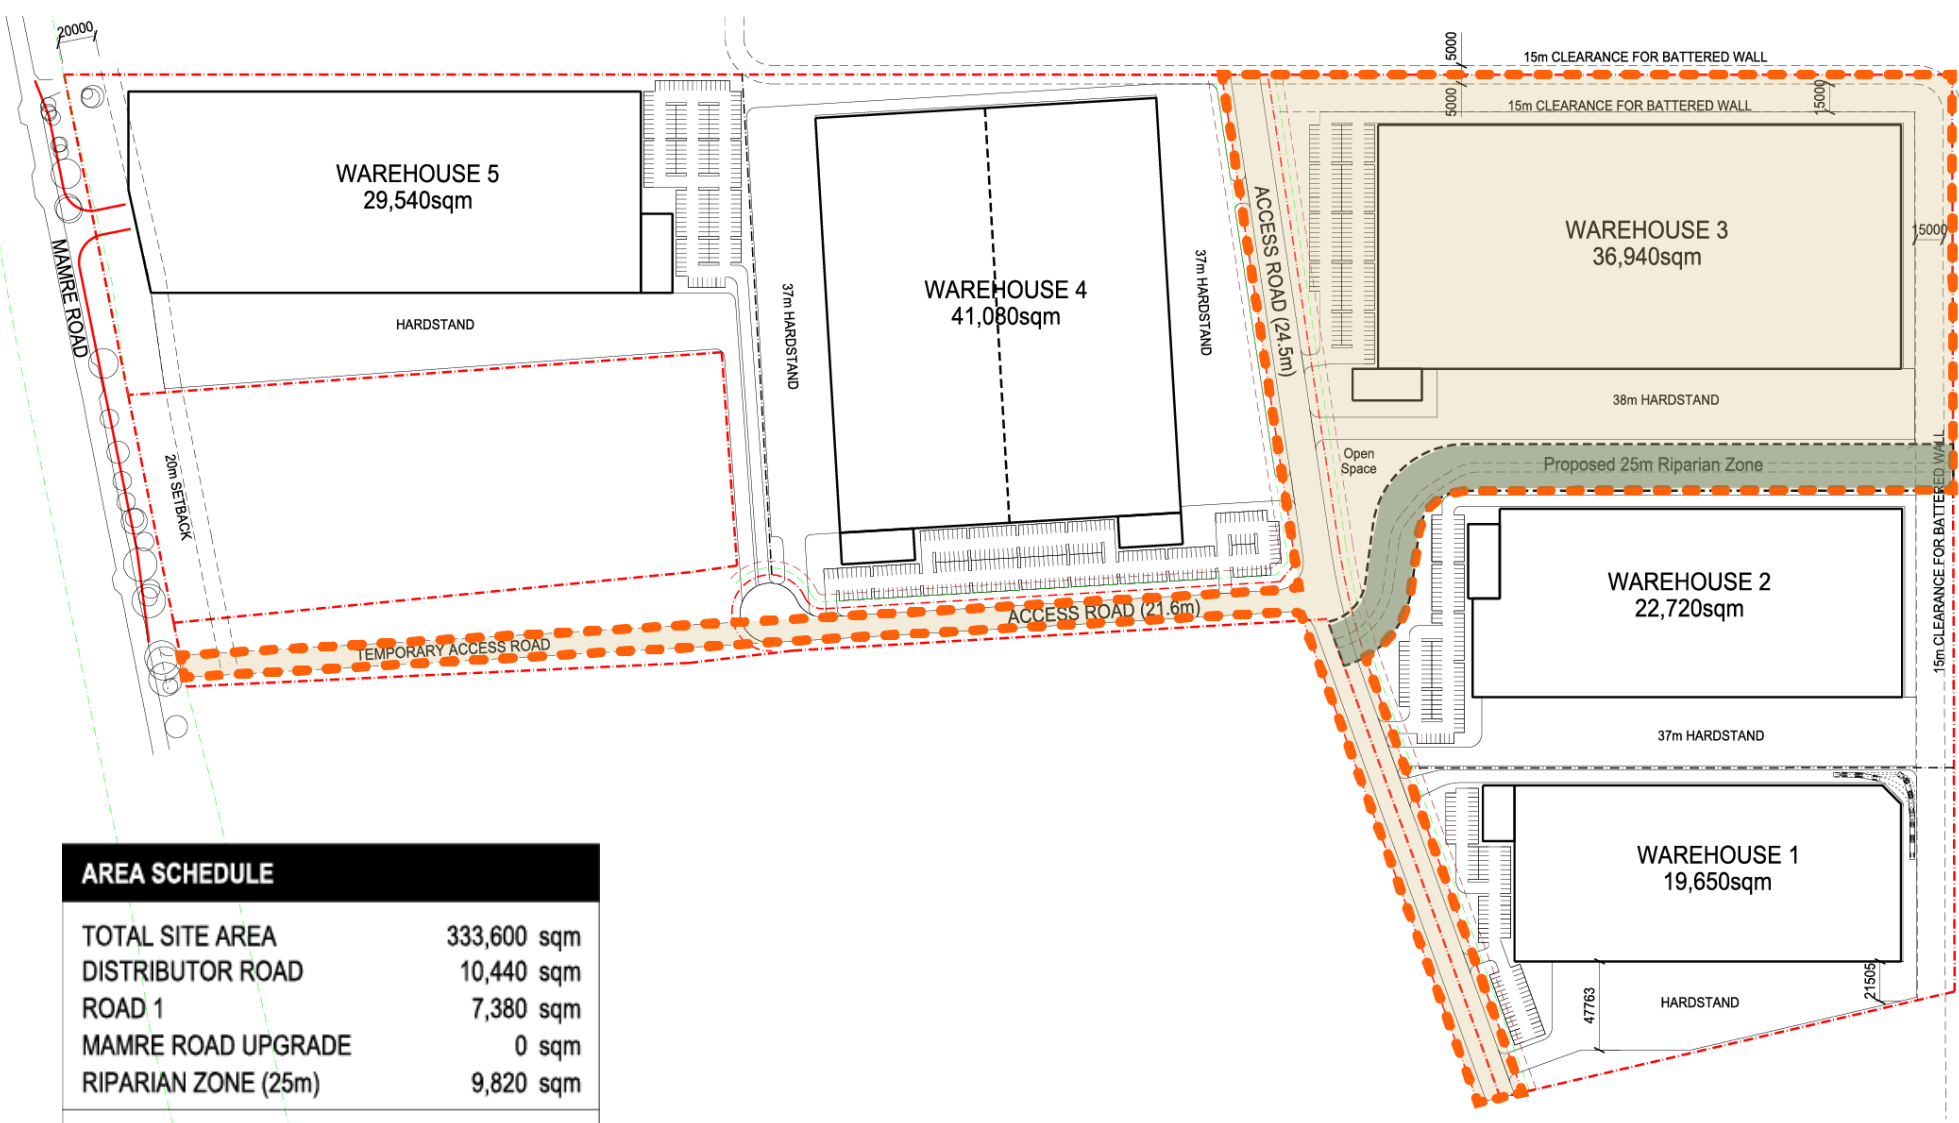 20000
5000
15m CLEARANCE FOR BATTERED WALL
5000
15m CLEARANCE FOR BATTERED WALL
15000
WAREHOUSE 5
29,540sqm
WAREHOUSE 4
41,080sqm
WAREHOUSE 3
36,940sqm
15000
MAMRE ROAD
HARDSTAND
37m HARDSTAND
37m HARDSTAND
ACCESS ROAD (24.5m)
38m HARDSTAND
20m SETBACK
Open
Space
Proposed 25m Riparian Zone
15m CLEARANCE FOR BATTERED WALL
WAREHOUSE 2
22,720sqm
ACCESS ROAD (21.6m)
TEMPORARY ACCESS ROAD
37m HARDSTAND
WAREHOUSE 1
19,650sqm
47763
HARDSTAND
21505
AREA SCHEDULE
TOTAL SITE AREA 333,600 sqm
DISTRIBUTOR ROAD 10,440 sqm
ROAD 1 7,380 sqm
MAMRE ROAD UPGRADE 0 sqm
RIPARIAN ZONE (25m) 9,820 sqm